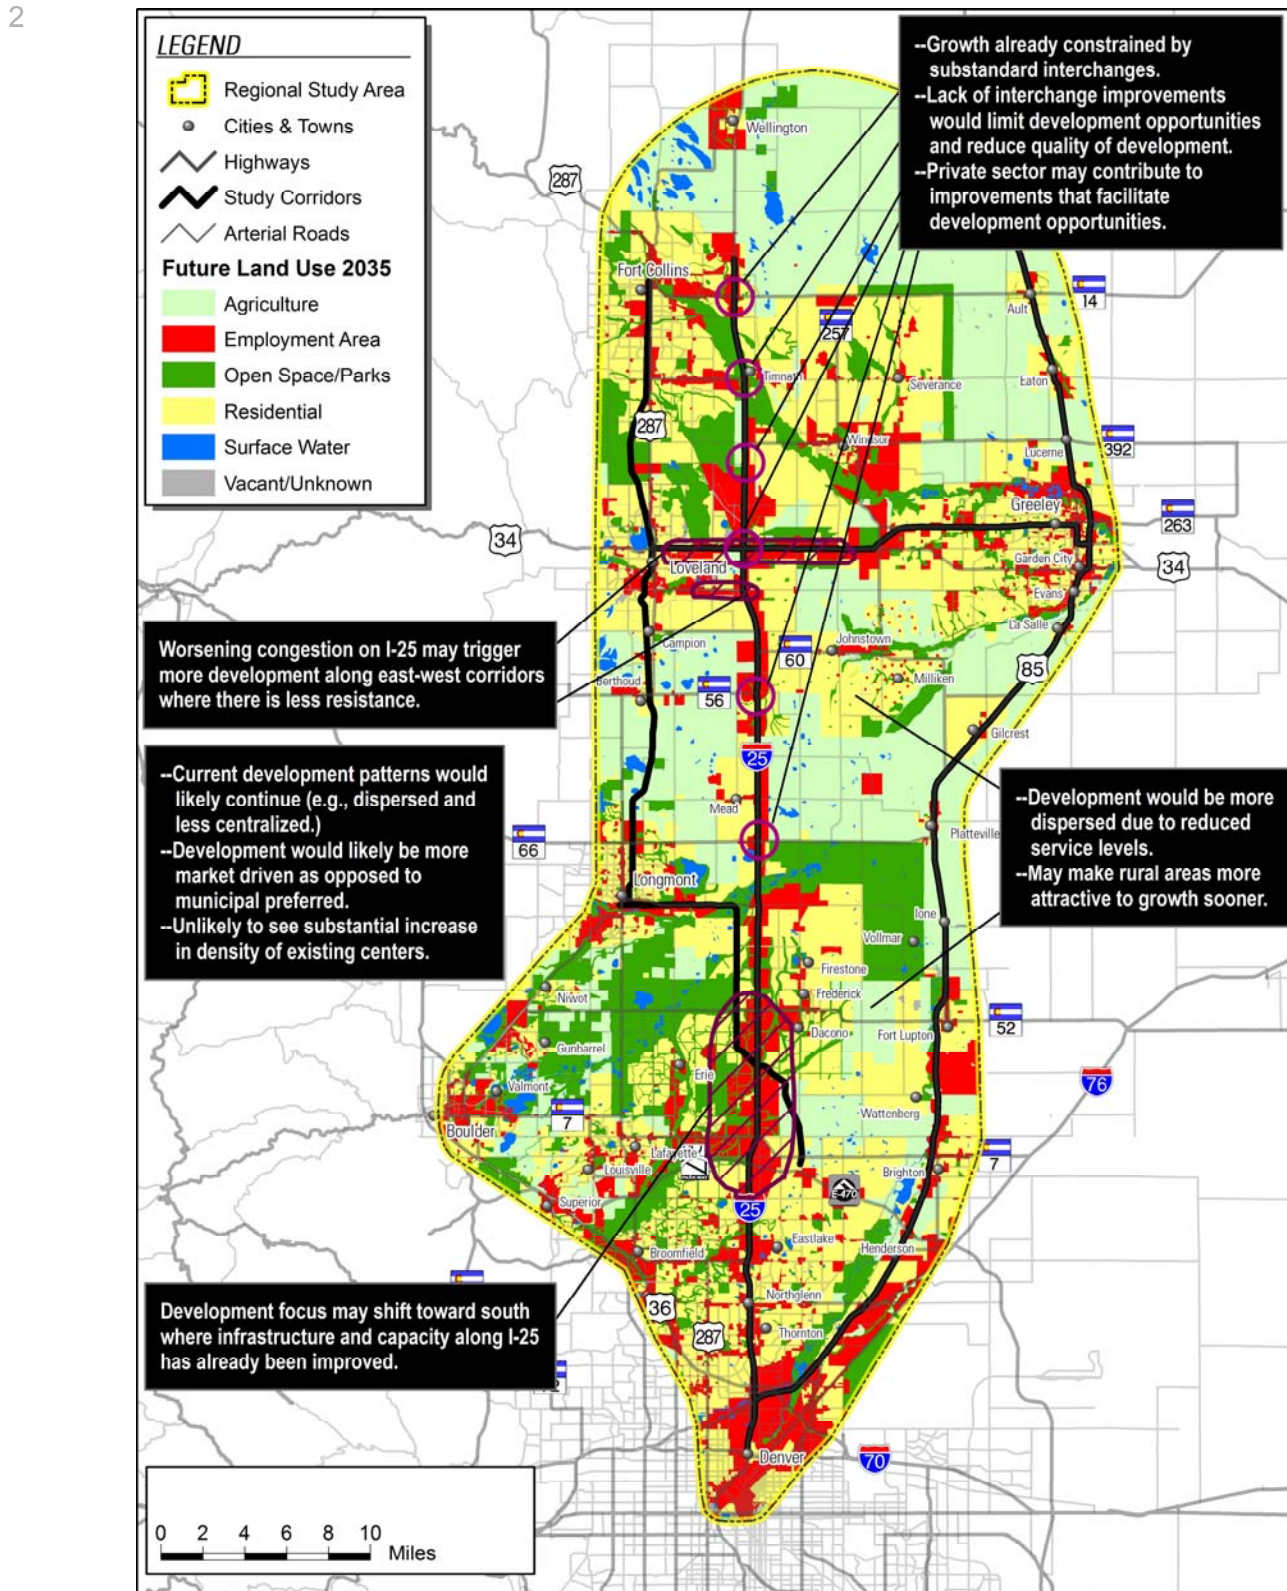 2
LEGEND
Regional Study Area
Cities & Towns
Highways
Study Corridors
Arterial Roads
Future Land Use 2035
Agriculture
Employment Area
Open Space/Parks
Residential
Surface Water
Vacant/Unknown
--Growth already constrained by
substandard interchanges.
--Lack of interchange improvements
would limit development opportunities
and reduce quality of development.
--Private sector may contribute to
improvements that facilitate
development opportunities.
Wellington
287
Fort Collins
14
Ault
257
Timnath
Severance
Eaton
287
Windsor
Lucerne
392
Greeley
263
34
Garden City
34
Loveland
Evans
La Salle
Worsening congestion on I-25 may trigger
more development along east-west corridors
where there is less resistance.
Campion
60
Johnstown
85
Berthoud
56
Milliken
Gilcrest
25
--Current development patterns would
likely continue (e.g., dispersed and
less centralized.)
--Development would likely be more
market driven as opposed to
municipal preferred.
--Unlikely to see substantial increase
in density of existing centers.
--Development would be more
dispersed due to reduced
service levels.
--May make rural areas more
attractive to growth sooner.
Mead
Platteville
66
Longmont
Ione
Vollmar
Firestone
Niwot
Frederick
Dacono
Fort Lupton
52
Gunbarrel
Erie
76
Valmont
Wattenberg
7
Boulder
Lafayette
7
Louisville
Brighton
E-470
Superior
25
Eastlake
Henderson
Broomfield
Development focus may shift toward south
where infrastructure and capacity along I-25
has already been improved.
36
Northglenn
287
Thornton
Denver
70
0 2 4 6 8 10
Miles